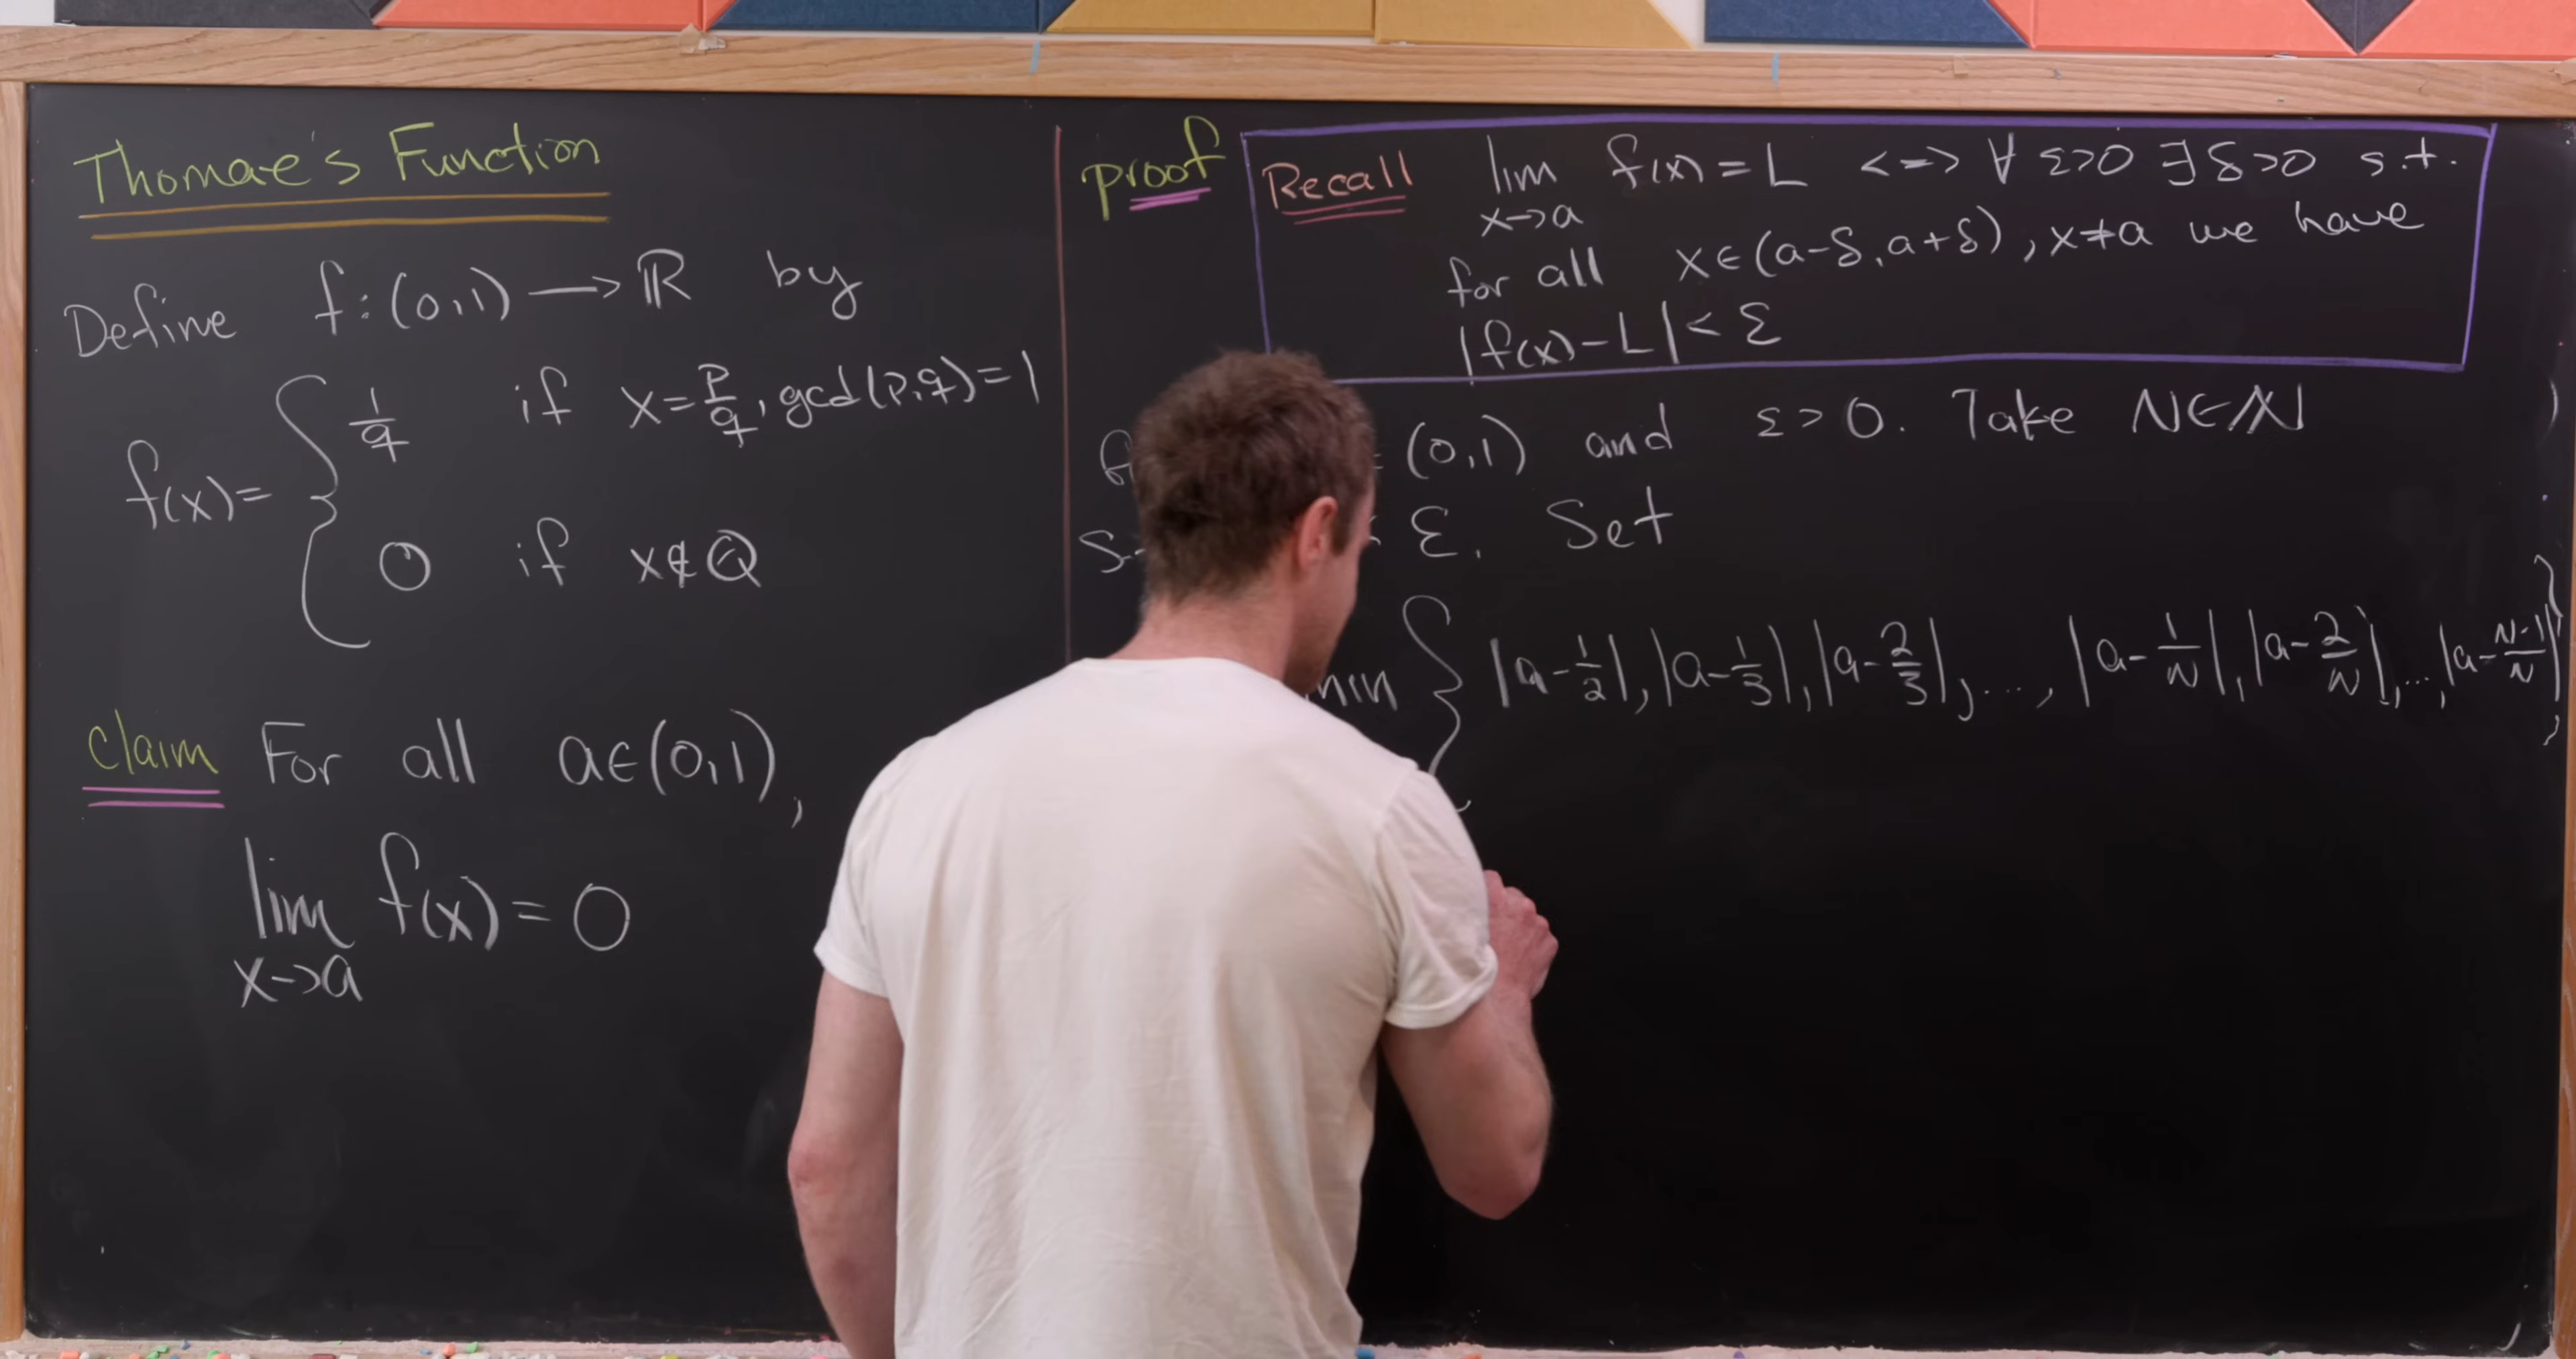 Thomae's Function
Define f:(0,1) → ℝ by
f(x)= { 1/q if x=p/q, gcd(p,q)=1
0 if x∉ℚ
Claim For all a∈(0,1),
lim f(x)=0
x→a
proof
Recall lim f(x)=L <=> ∀ ε>0 ∃ δ>0 s.t.
x→a
for all x∈(a-δ,a+δ), x≠a we have
|f(x)-L|<ε
(0,1) and ε>0. Take N∈ℕ
ε. Set
min { |a-1/2|, |a-1/3|, |a-2/3|, ..., |a-1/N|, |a-2/N|, ..., |a-N-1/N| }